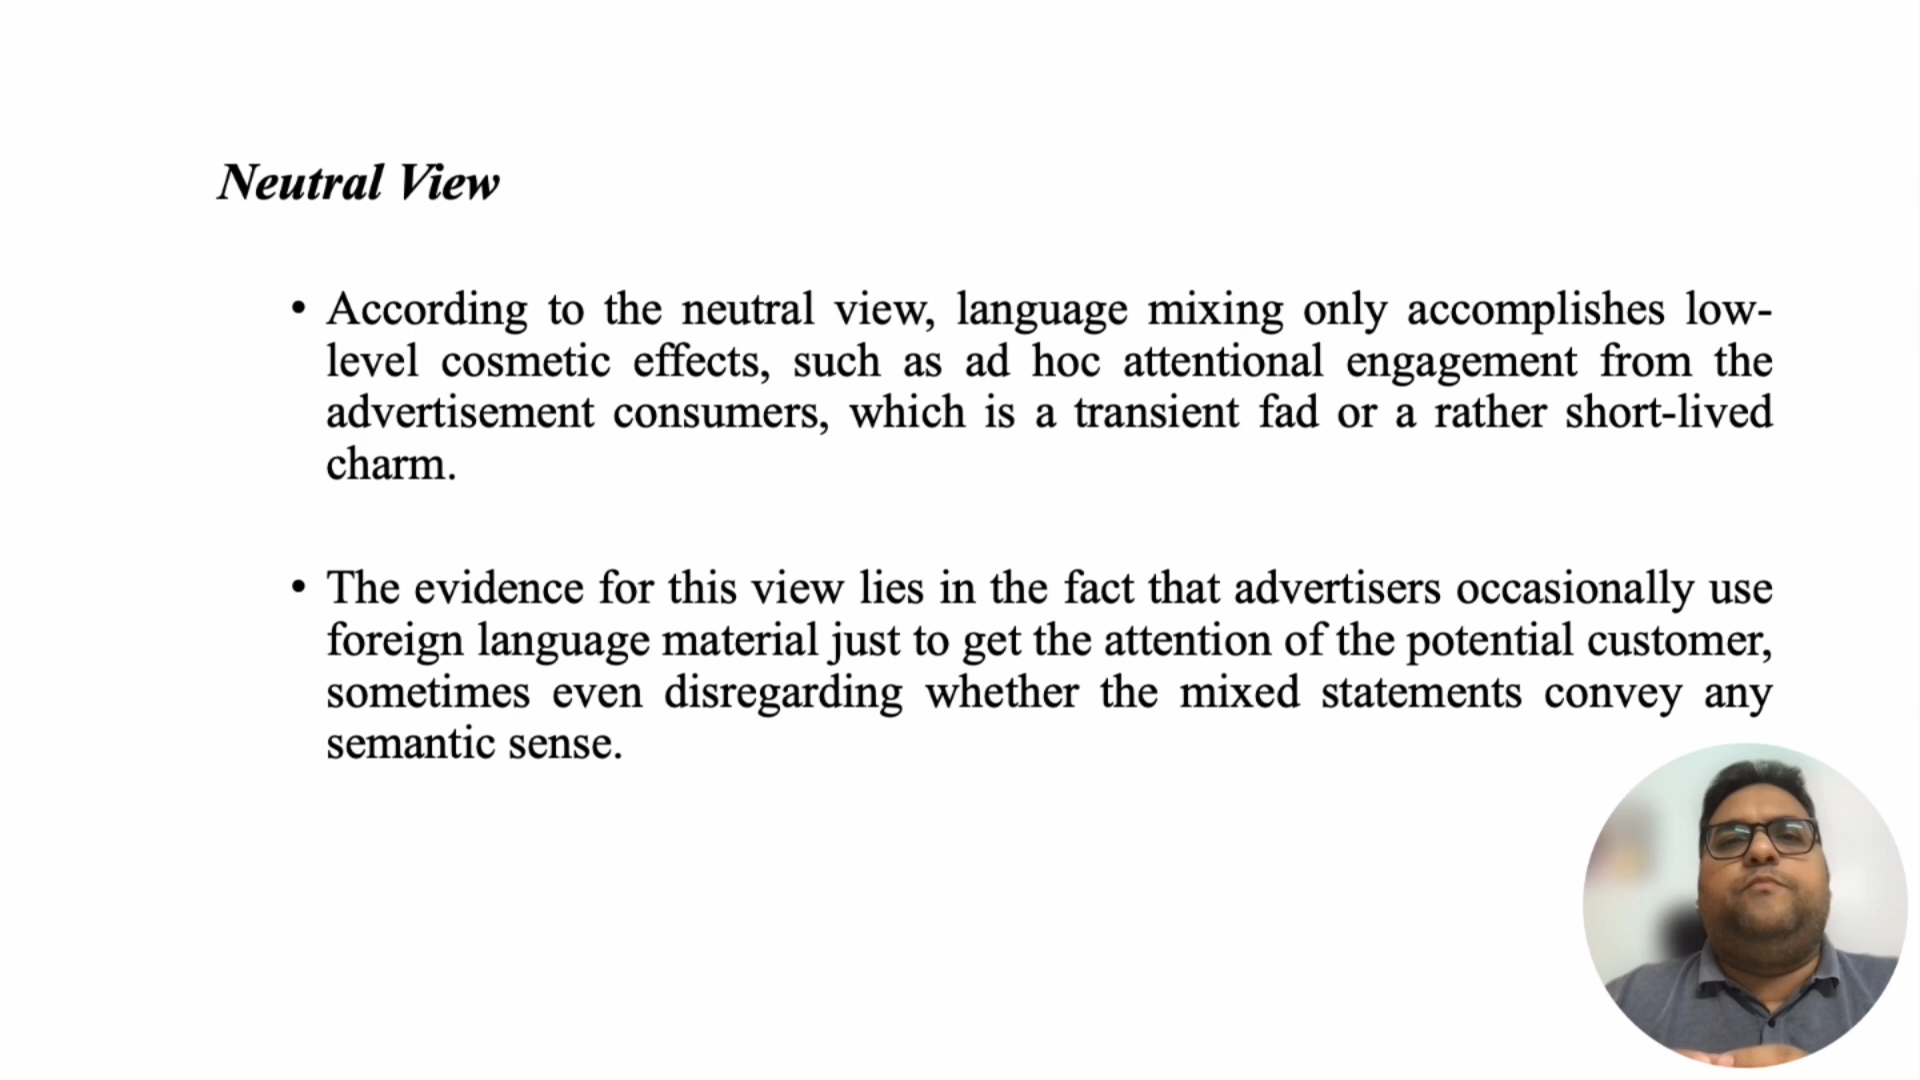 Neutral View
• According to the neutral view, language mixing only accomplishes low-
level cosmetic effects, such as ad hoc attentional engagement from the
advertisement consumers, which is a transient fad or a rather short-lived
charm.
• The evidence for this view lies in the fact that advertisers occasionally use
foreign language material just to get the attention of the potential customer,
sometimes even disregarding whether the mixed statements convey any
semantic sense.